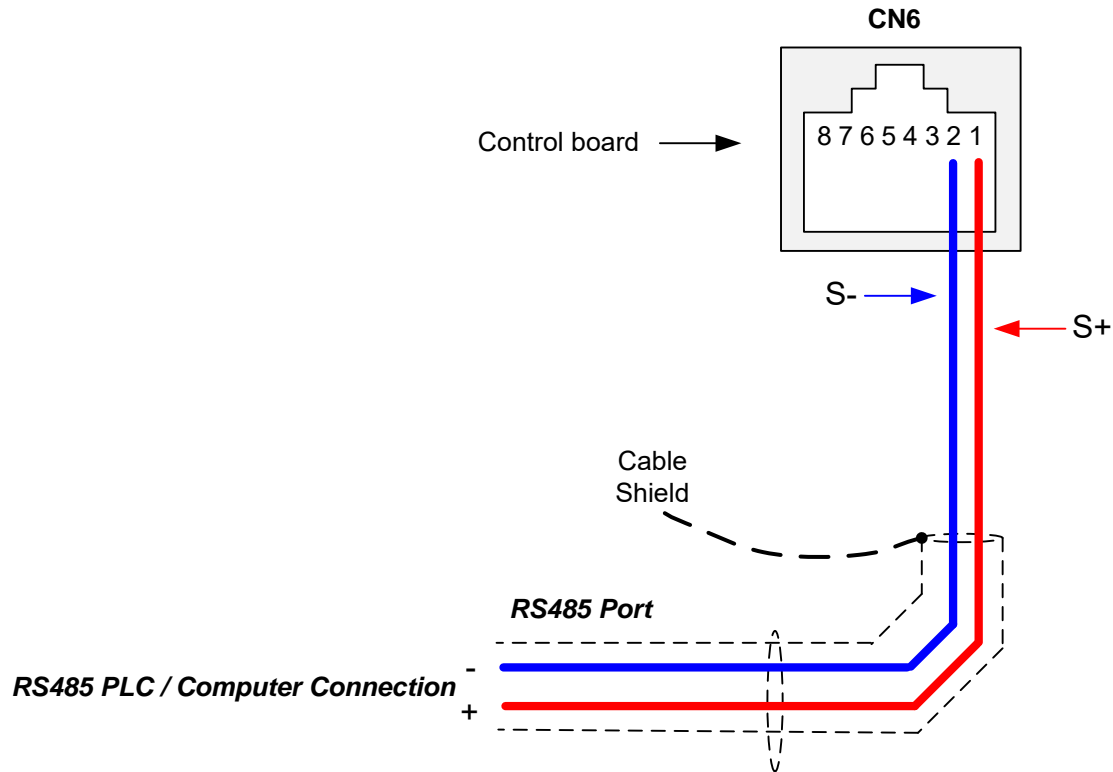 CN6
Control board
8 7 6 5 4 3 2 1
S-
S+
Cable
Shield
RS485 Port
-
RS485 PLC / Computer Connection
+